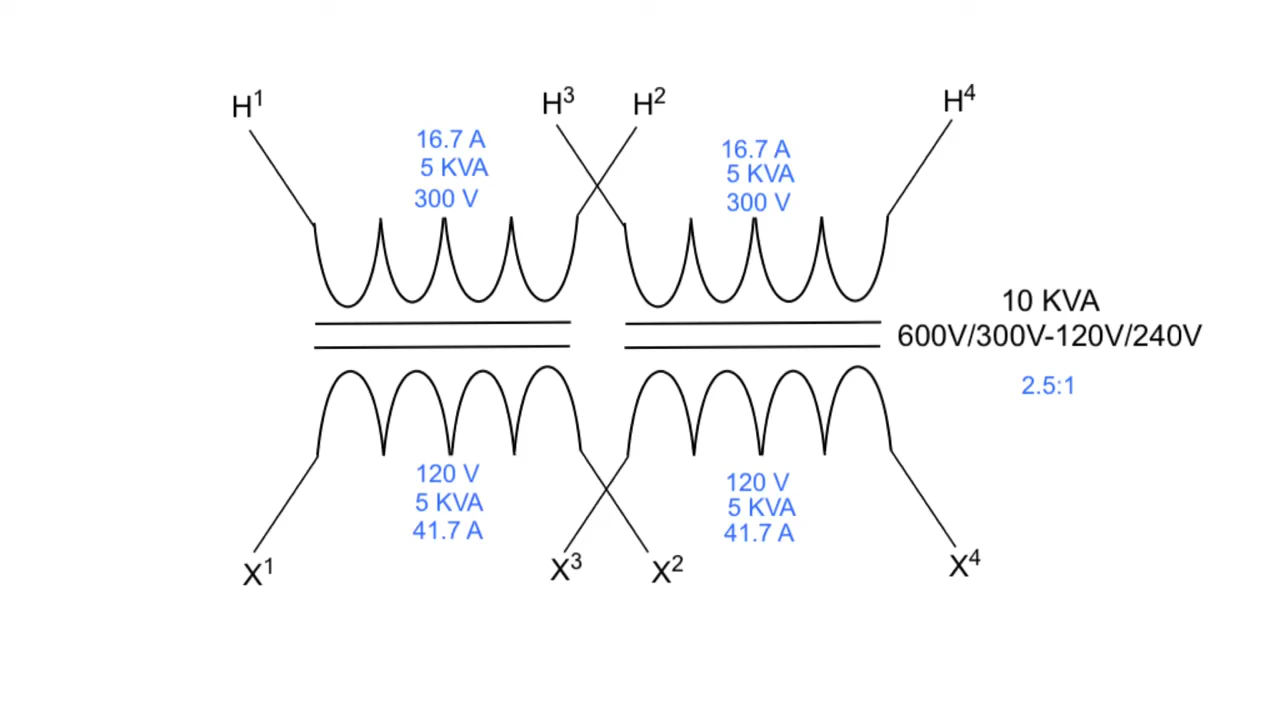 H¹
H³
H²
H⁴
16.7 A
5 KVA
300 V
16.7 A
5 KVA
300 V
10 KVA
600V/300V-120V/240V
2.5:1
120 V
5 KVA
41.7 A
120 V
5 KVA
41.7 A
X¹
X³
X²
X⁴